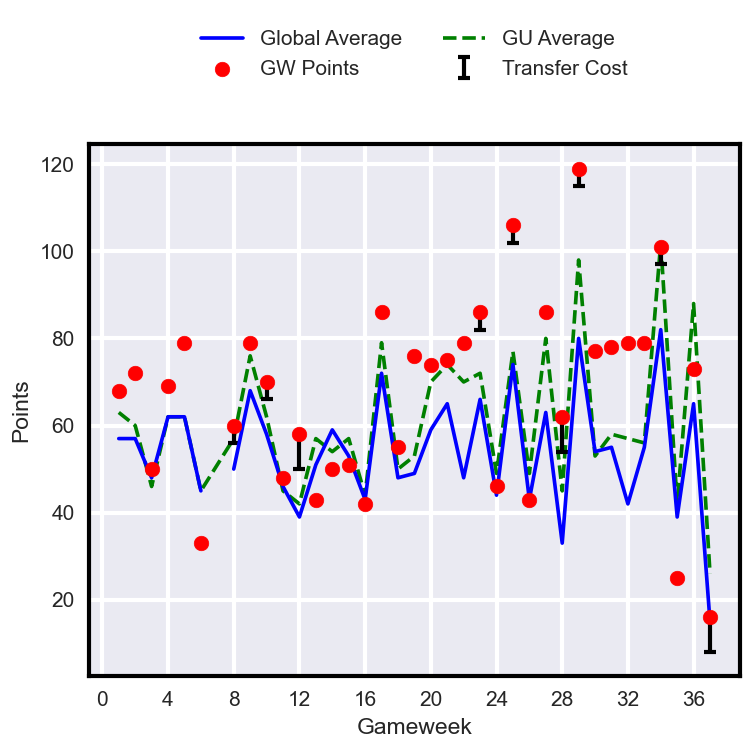 Global Average
GU Average
GW Points
Transfer Cost
120
100
80
60
40
20
Points
0 4 8 12 16 20 24 28 32 36
Gameweek